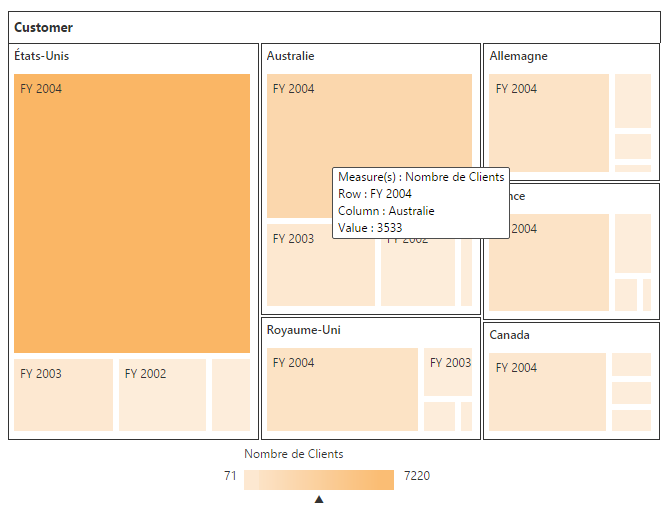 Customer
États-Unis
FY 2004
FY 2003
FY 2002
Australie
FY 2004
Measure(s) : Nombre de Clients
Row : FY 2004
Column : Australie
Value : 3533
FY 2003
FY 2002
Royaume-Uni
FY 2004
FY 2003
Allemagne
FY 2004
nce
2004
Canada
FY 2004
Nombre de Clients
71
7220